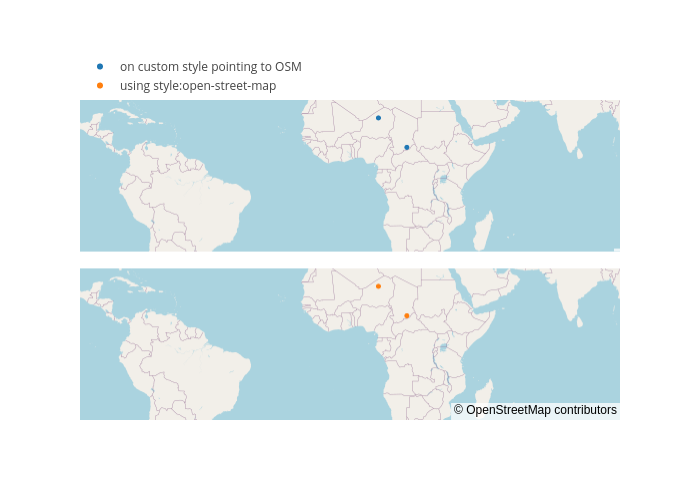 on custom style pointing to OSM
using style:open-street-map
© OpenStreetMap contributors